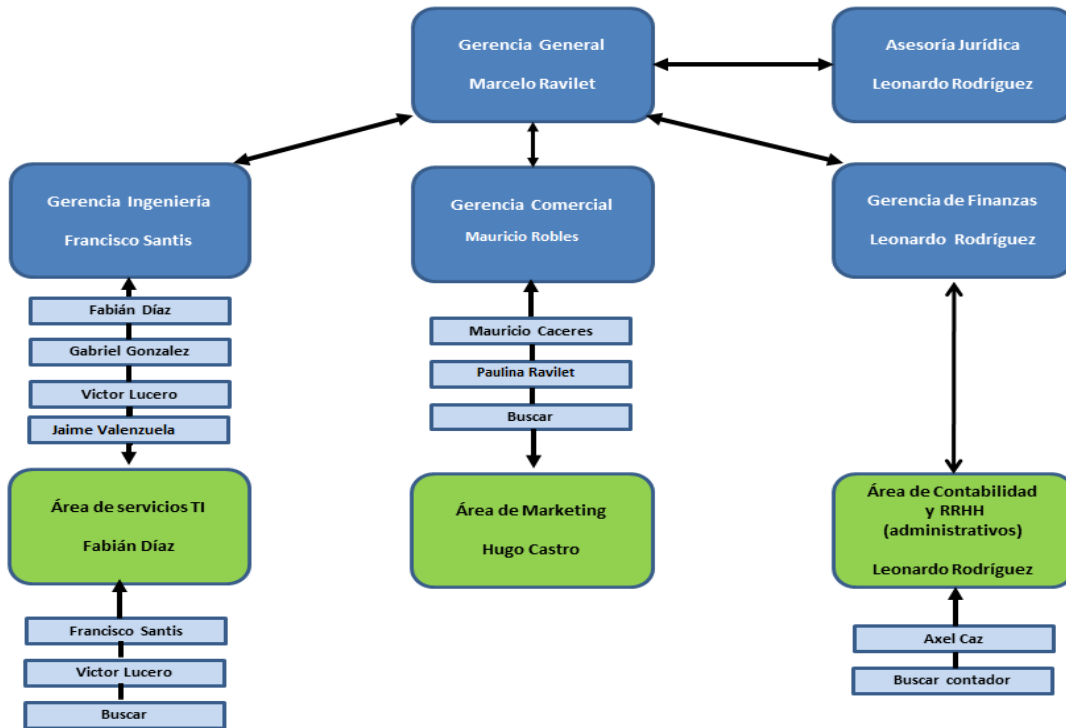 Gerencia General
Marcelo Ravilet
Asesoría Jurídica
Leonardo Rodríguez
Gerencia Ingeniería
Francisco Santis
Gerencia Comercial
Mauricio Robles
Gerencia de Finanzas
Leonardo Rodríguez
Fabián Díaz
Gabriel Gonzalez
Victor Lucero
Jaime Valenzuela
Mauricio Caceres
Paulina Ravilet
Buscar
Área de servicios TI
Fabián Díaz
Área de Marketing
Hugo Castro
Área de Contabilidad
y RRHH
(administrativos)
Leonardo Rodríguez
Francisco Santis
Victor Lucero
Buscar
Axel Caz
Buscar contador